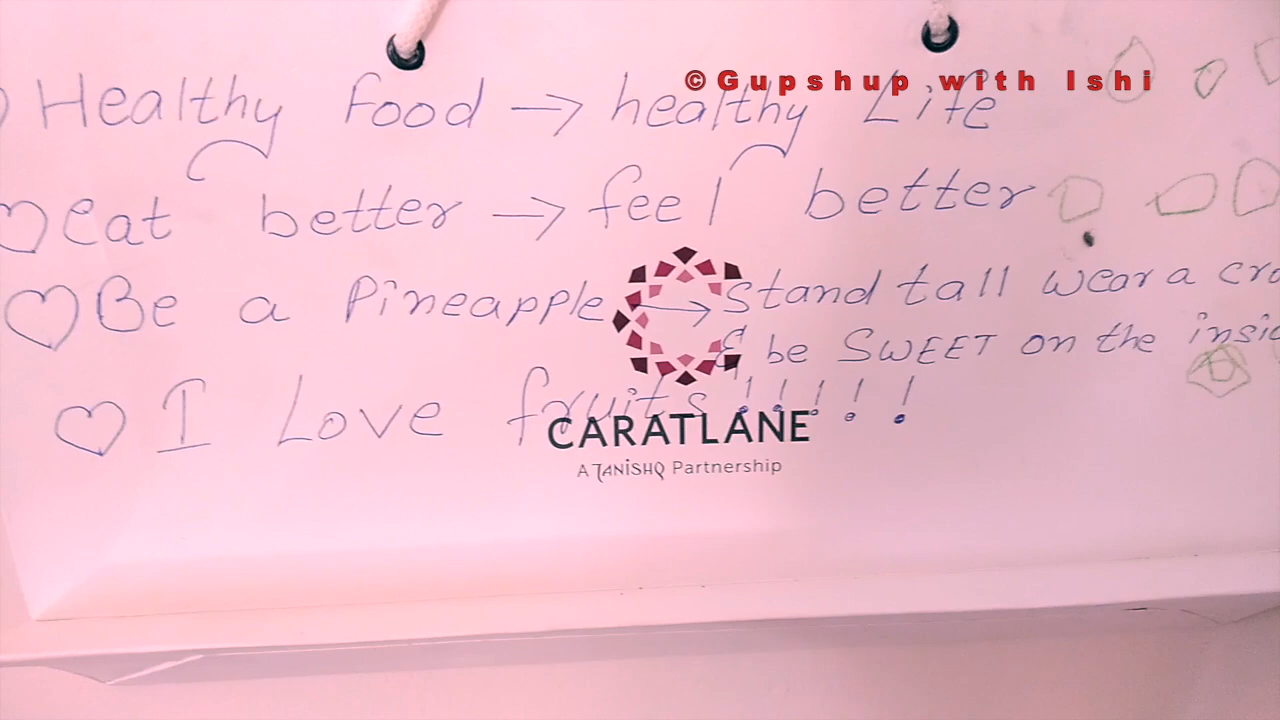 ©Gupshup with Ishi
Healthy food → healthy Life
eat better → feel better
Be a Pineapple → Stand tall wear a
& be SWEET on the
I Love fruits!!!!!
CARATLANE
A TANISHQ Partnership